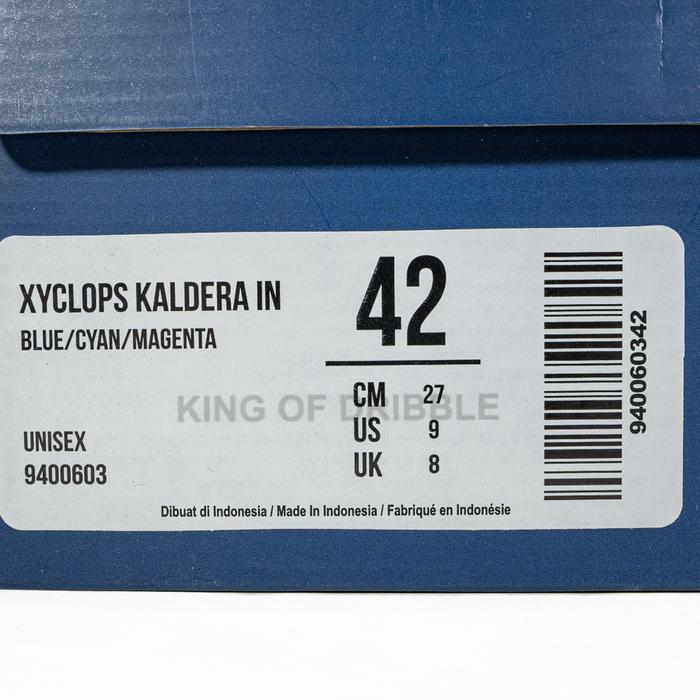 XYCLOPS KALDERA IN
BLUE/CYAN/MAGENTA
UNISEX
9400603
42
CM 27
US 9
UK 8
KING OF DRIBBLE
Dibuat di Indonesia / Made In Indonesia / Fabriqué en Indonésie
940060342